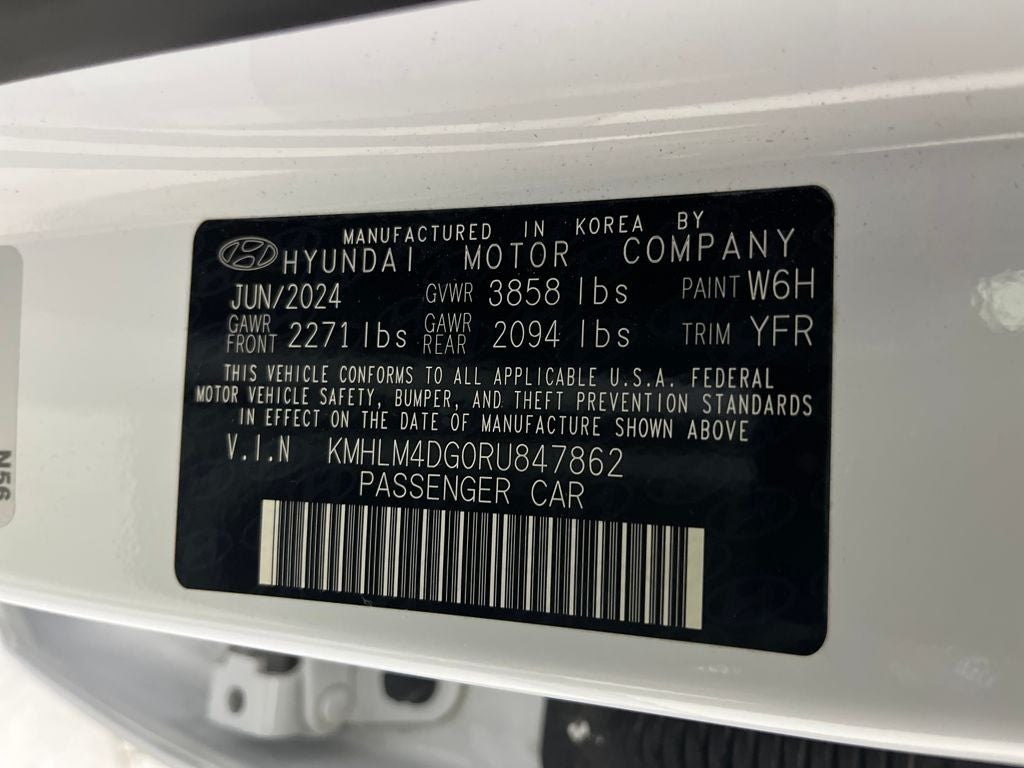 MANUFACTURED IN KOREA BY
HYUNDAI MOTOR COMPANY
JUN/2024 GVWR 3858 lbs PAINT W6H
GAWR FRONT 2271 lbs GAWR REAR 2094 lbs TRIM YFR
THIS VEHICLE CONFORMS TO ALL APPLICABLE U.S.A. FEDERAL
MOTOR VEHICLE SAFETY, BUMPER, AND THEFT PREVENTION STANDARDS
IN EFFECT ON THE DATE OF MANUFACTURE SHOWN ABOVE
V.I.N KMHLM4DG0RU847862
PASSENGER CAR
N56